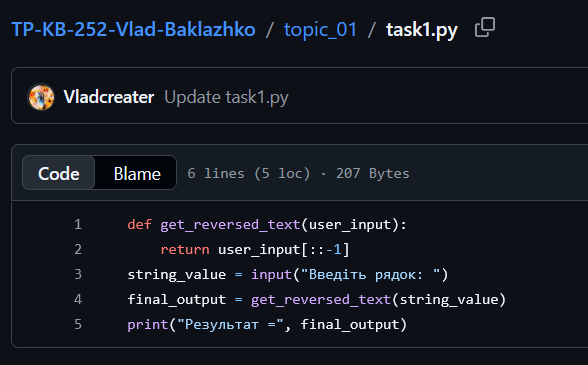 TP-KB-252-Vlad-Baklazhko / topic_01 / task1.py
Vladcreater Update task1.py
Code Blame 6 lines (5 loc) · 207 Bytes
1 def get_reversed_text(user_input):
2     return user_input[::-1]
3 string_value = input("Введіть рядок: ")
4 final_output = get_reversed_text(string_value)
5 print("Результат =", final_output)